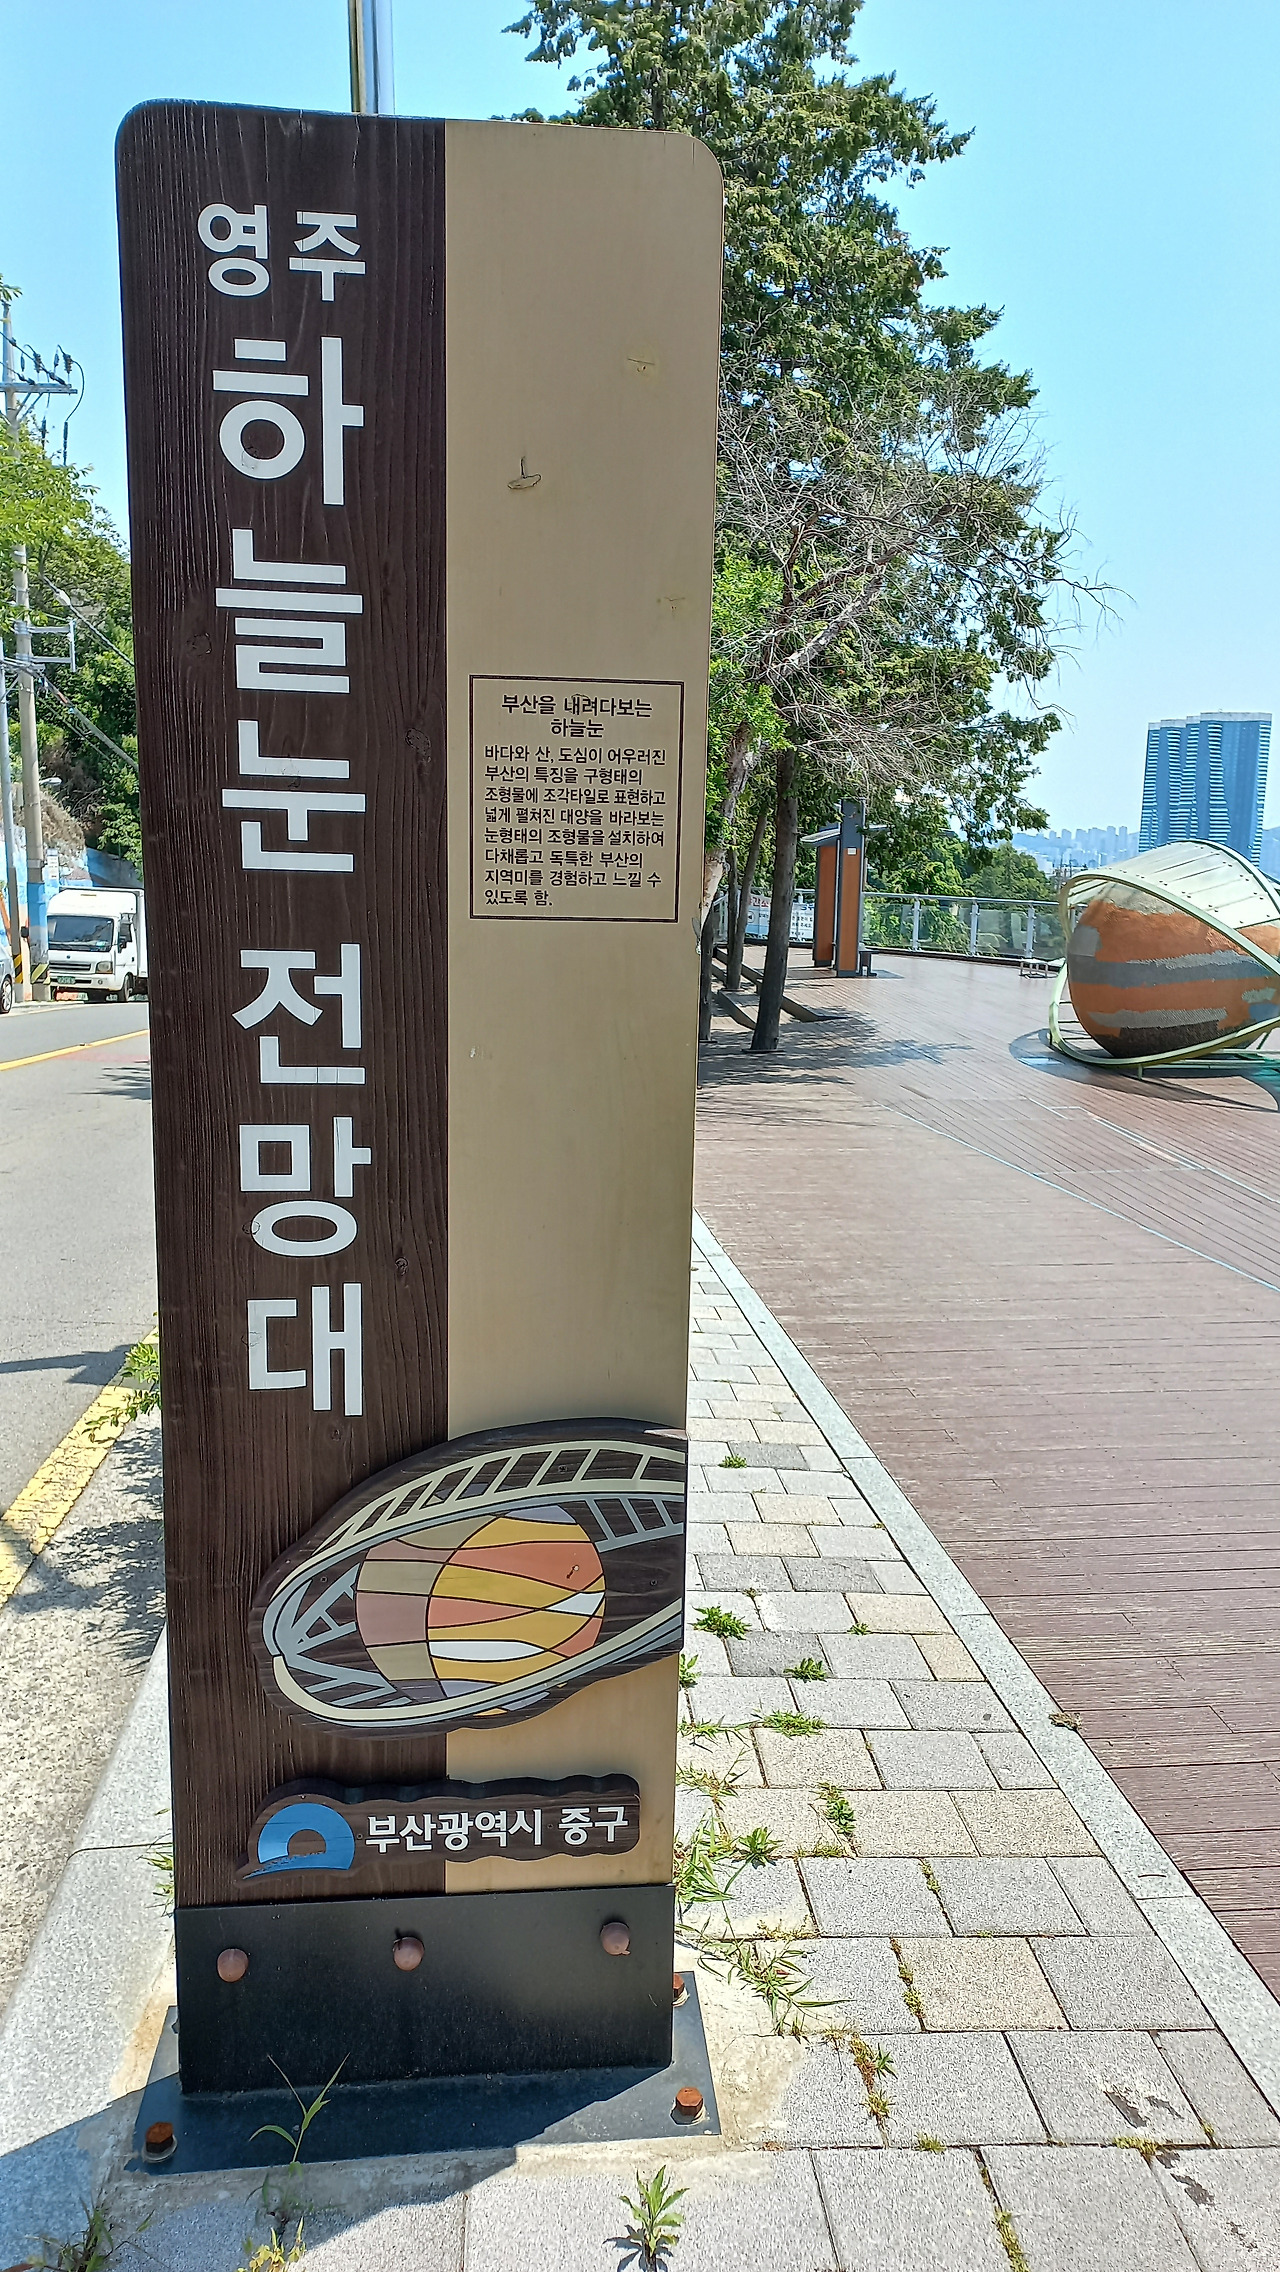 영주
하늘눈전망대
부산을 내려다보는
하늘눈
바다와 산, 도심이 어우러진
부산의 특징을 구형태의
조형물에 조각타일로 표현하고
넓게 펼쳐진 대양을 바라보는
눈형태의 조형물을 설치하여
다채롭고 독특한 부산의
지역미를 경험하고 느낄 수
있도록 함.
부산광역시 중구